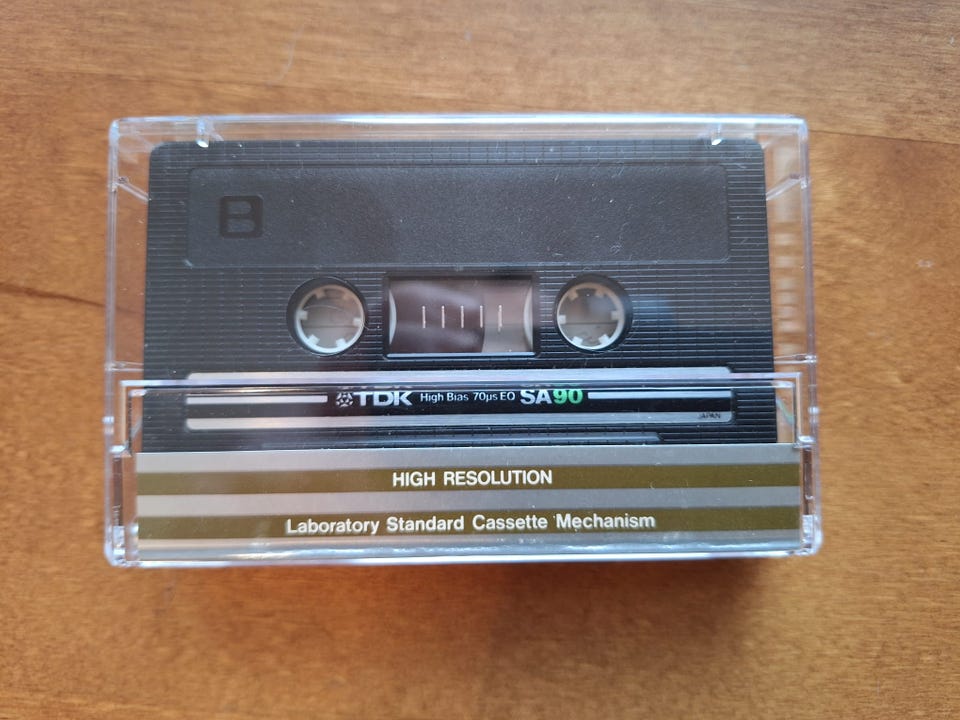 B
TDK High Bias 70µs EQ SA90
JAPAN
HIGH RESOLUTION
Laboratory Standard Cassette Mechanism